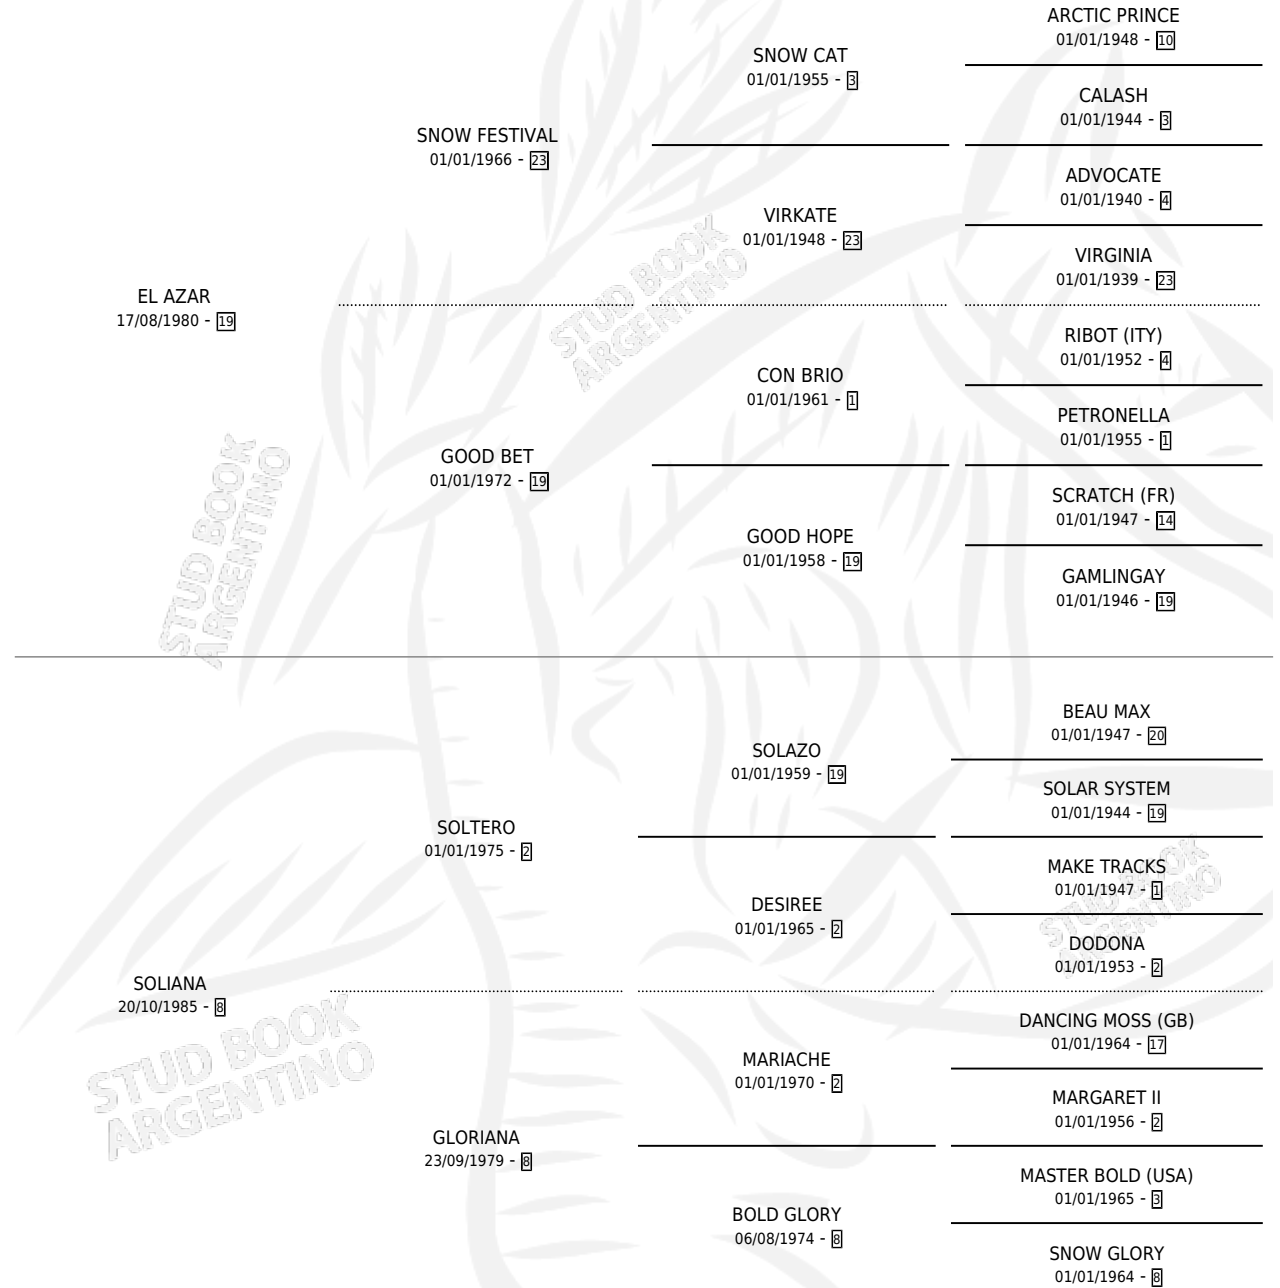 ARCTIC PRINCE
01/01/1948 - 10
SNOW CAT
01/01/1955 - 3
CALASH
01/01/1944 - 3
SNOW FESTIVAL
01/01/1966 - 23
ADVOCATE
01/01/1940 - 4
VIRKATE
01/01/1948 - 23
VIRGINIA
01/01/1939 - 23
EL AZAR
17/08/1980 - 19
RIBOT (ITY)
01/01/1952 - 4
CON BRIO
01/01/1961 - 1
PETRONELLA
01/01/1955 - 1
GOOD BET
01/01/1972 - 19
SCRATCH (FR)
01/01/1947 - 14
GOOD HOPE
01/01/1958 - 19
GAMLINGAY
01/01/1946 - 19
BEAU MAX
01/01/1947 - 20
SOLAZO
01/01/1959 - 19
SOLAR SYSTEM
01/01/1944 - 19
SOLTERO
01/01/1975 - 2
MAKE TRACKS
01/01/1947 - 1
DESIREE
01/01/1965 - 2
DODONA
01/01/1953 - 2
SOLIANA
20/10/1985 - 8
DANCING MOSS (GB)
01/01/1964 - 17
MARIACHE
01/01/1970 - 2
MARGARET II
01/01/1956 - 2
GLORIANA
23/09/1979 - 8
MASTER BOLD (USA)
01/01/1965 - 3
BOLD GLORY
06/08/1974 - 8
SNOW GLORY
01/01/1964 - 8
STUD BOOK
ARGENTINO
STUD BOOK
ARGENTINO
STUD BOOK
ARGENTINO
STUD BOOK
ARGENTINO